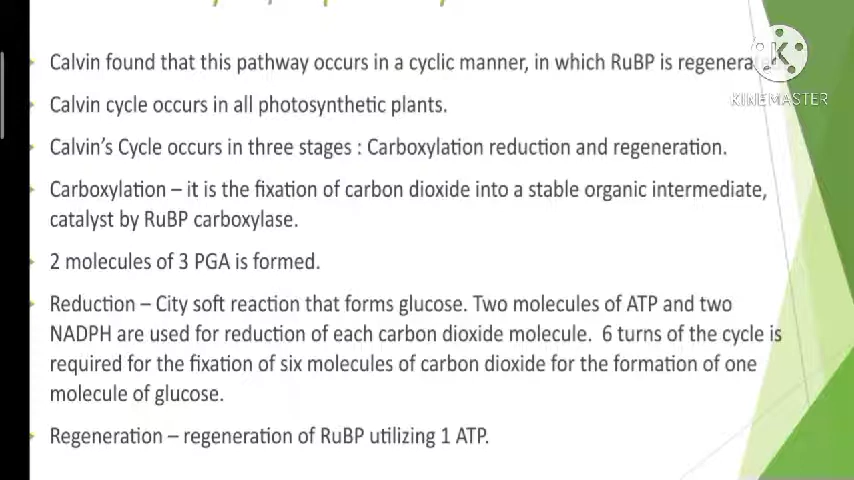 Calvin found that this pathway occurs in a cyclic manner, in which RuBP is
KINEMASTER
Calvin cycle occurs in all photosynthetic plants.
Calvin's Cycle occurs in three stages : Carboxylation reduction and regeneration.
Carboxylation – it is the fixation of carbon dioxide into a stable organic intermediate,
catalyst by RuBP carboxylase.
2 molecules of 3 PGA is formed.
Reduction – City soft reaction that forms glucose. Two molecules of ATP and two
NADPH are used for reduction of each carbon dioxide molecule. 6 turns of the cycle is
required for the fixation of six molecules of carbon dioxide for the formation of one
molecule of glucose.
Regeneration – regeneration of RuBP utilizing 1 ATP.